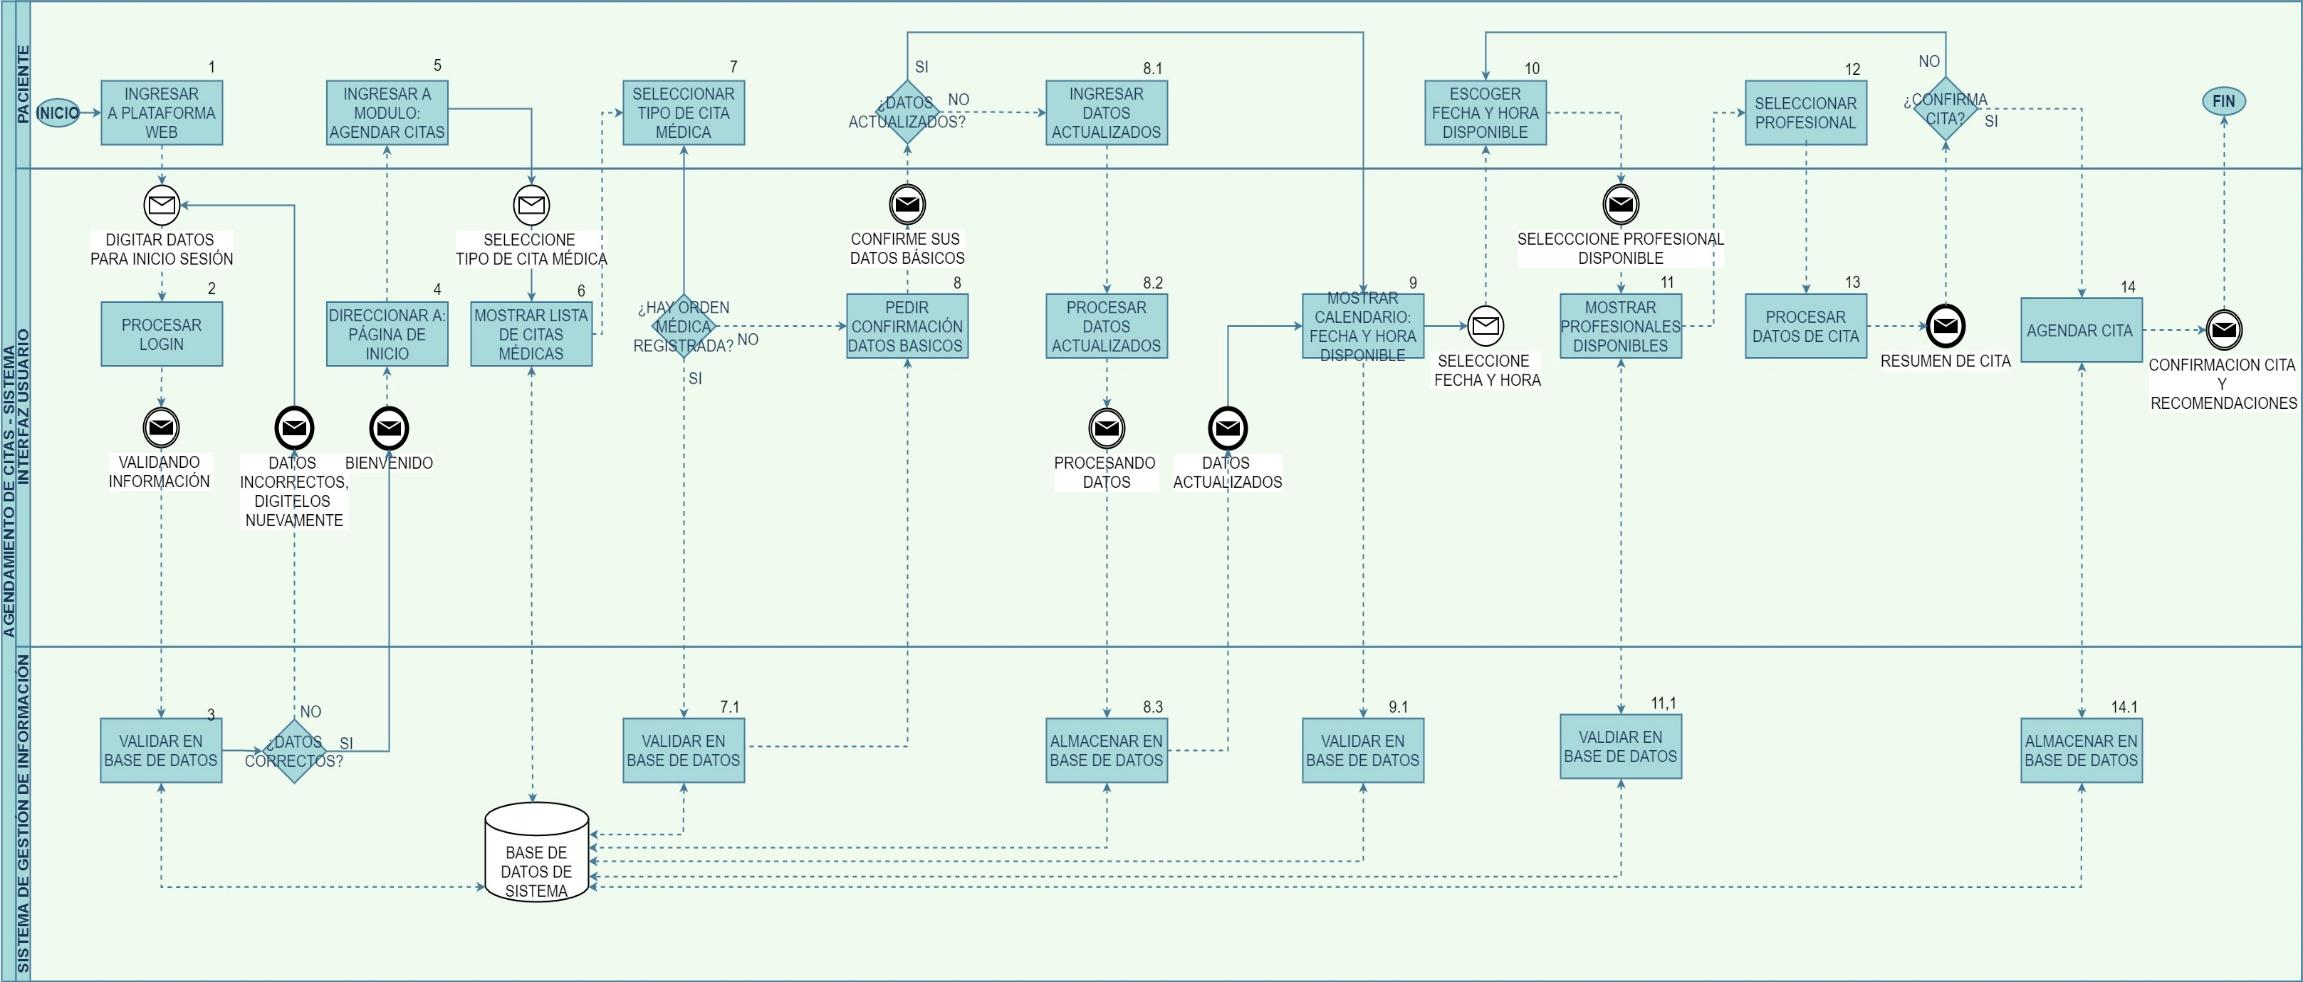 AGENDAMIENTO DE CITAS - SISTEMA
PACIENTE
INICIO
1
INGRESAR
A PLATAFORMA
WEB
5
INGRESAR A
MODULO:
AGENDAR CITAS
7
SELECCIONAR
TIPO DE CITA
MÉDICA
SI
¿DATOS
ACTUALIZADOS?
NO
8.1
INGRESAR
DATOS
ACTUALIZADOS
10
ESCOGER
FECHA Y HORA
DISPONIBLE
12
SELECCIONAR
PROFESIONAL
NO
¿CONFIRMA
CITA?
SI
FIN
INTERFAZ USUARIO
DIGITAR DATOS
PARA INICIO SESIÓN
2
PROCESAR
LOGIN
VALIDANDO
INFORMACIÓN
DATOS
INCORRECTOS,
DIGITELOS
NUEVAMENTE
BIENVENIDO
4
DIRECCIONAR A:
PÁGINA DE
INICIO
SELECCIONE
TIPO DE CITA MÉDICA
6
MOSTRAR LISTA
DE CITAS
MÉDICAS
¿HAY ORDEN
MÉDICA
REGISTRADA?
NO
SI
CONFIRME SUS
DATOS BÁSICOS
8
PEDIR
CONFIRMACIÓN
DATOS BASICOS
8.2
PROCESAR
DATOS
ACTUALIZADOS
PROCESANDO
DATOS
DATOS
ACTUALIZADOS
9
MOSTRAR
CALENDARIO:
FECHA Y HORA
DISPONIBLE
SELECCIONE
FECHA Y HORA
SELECCCIONE PROFESIONAL
DISPONIBLE
11
MOSTRAR
PROFESIONALES
DISPONIBLES
13
PROCESAR
DATOS DE CITA
RESUMEN DE CITA
14
AGENDAR CITA
CONFIRMACION CITA
Y
RECOMENDACIONES
SISTEMA DE GESTIÓN DE INFORMACIÓN
3
VALIDAR EN
BASE DE DATOS
NO
¿DATOS
CORRECTOS?
SI
BASE DE
DATOS DE
SISTEMA
7.1
VALIDAR EN
BASE DE DATOS
8.3
ALMACENAR EN
BASE DE DATOS
9.1
VALIDAR EN
BASE DE DATOS
11,1
VALDIAR EN
BASE DE DATOS
14.1
ALMACENAR EN
BASE DE DATOS